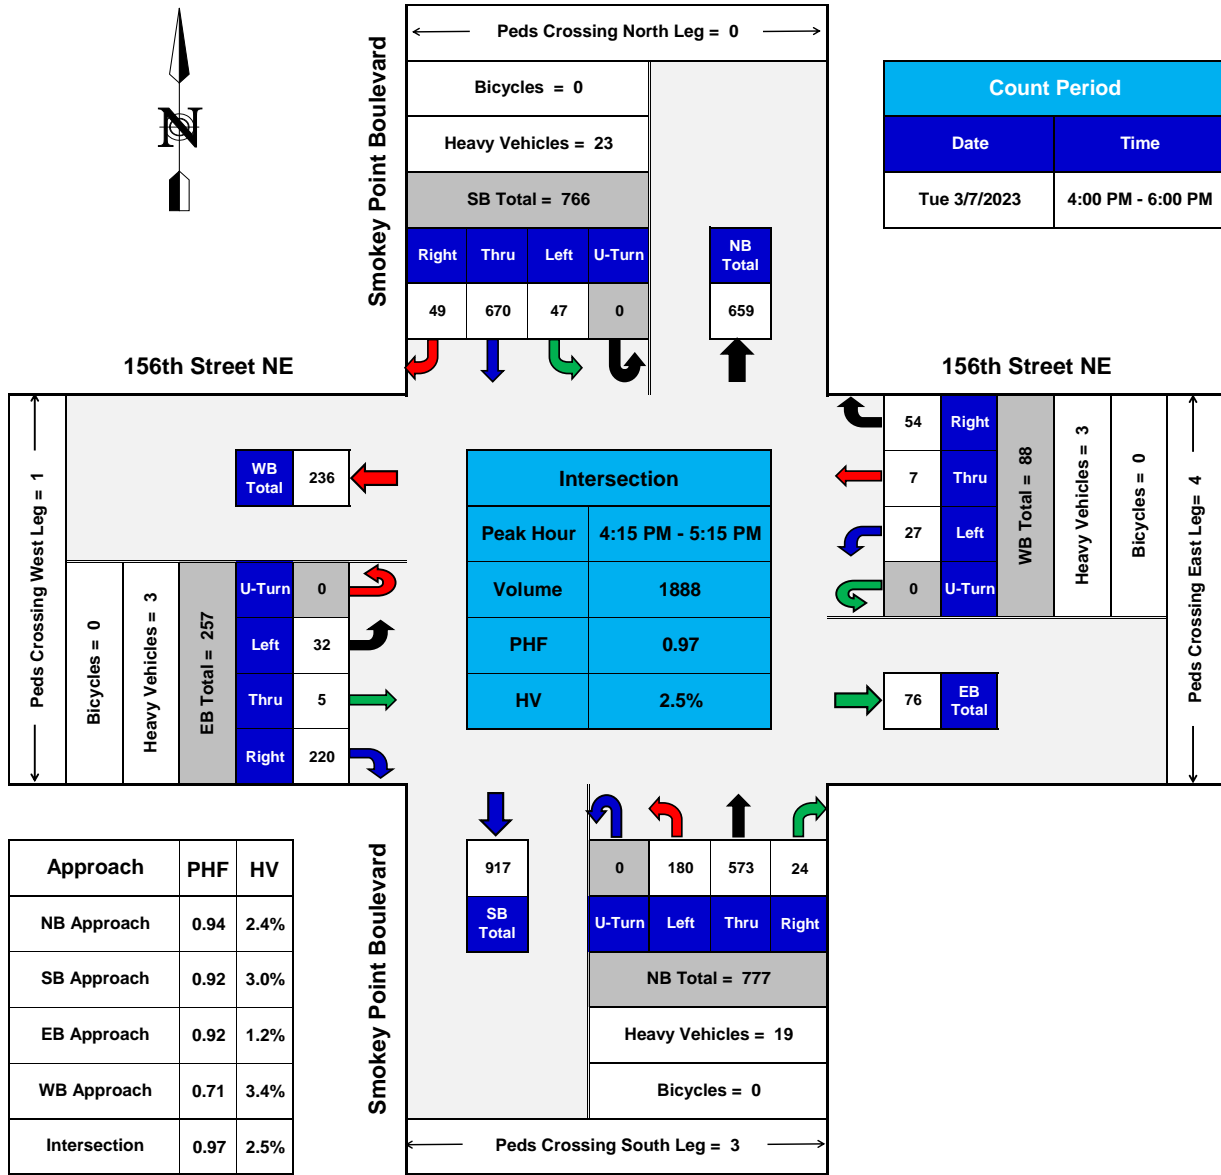 Peds Crossing North Leg = 0
N
Smokey Point Boulevard
Bicycles = 0
Heavy Vehicles = 23
SB Total = 766
Right Thru Left U-Turn
49 670 47 0
NB
Total
659
Count Period
Date Time
Tue 3/7/2023 4:00 PM - 6:00 PM
156th Street NE
156th Street NE
Peds Crossing West Leg = 1
WB
Total
236
Bicycles = 0
Heavy Vehicles = 3
EB Total = 257
U-Turn 0
Left 32
Thru 5
Right 220
Intersection
Peak Hour 4:15 PM - 5:15 PM
Volume 1888
PHF 0.97
HV 2.5%
54 Right
7 Thru
27 Left
0 U-Turn
WB Total = 88
Heavy Vehicles = 3
Bicycles = 0
Peds Crossing East Leg= 4
76
EB
Total
Approach PHF HV
NB Approach 0.94 2.4%
SB Approach 0.92 3.0%
EB Approach 0.92 1.2%
WB Approach 0.71 3.4%
Intersection 0.97 2.5%
Smokey Point Boulevard
917
SB
Total
0 180 573 24
U-Turn Left Thru Right
NB Total = 777
Heavy Vehicles = 19
Bicycles = 0
Peds Crossing South Leg = 3